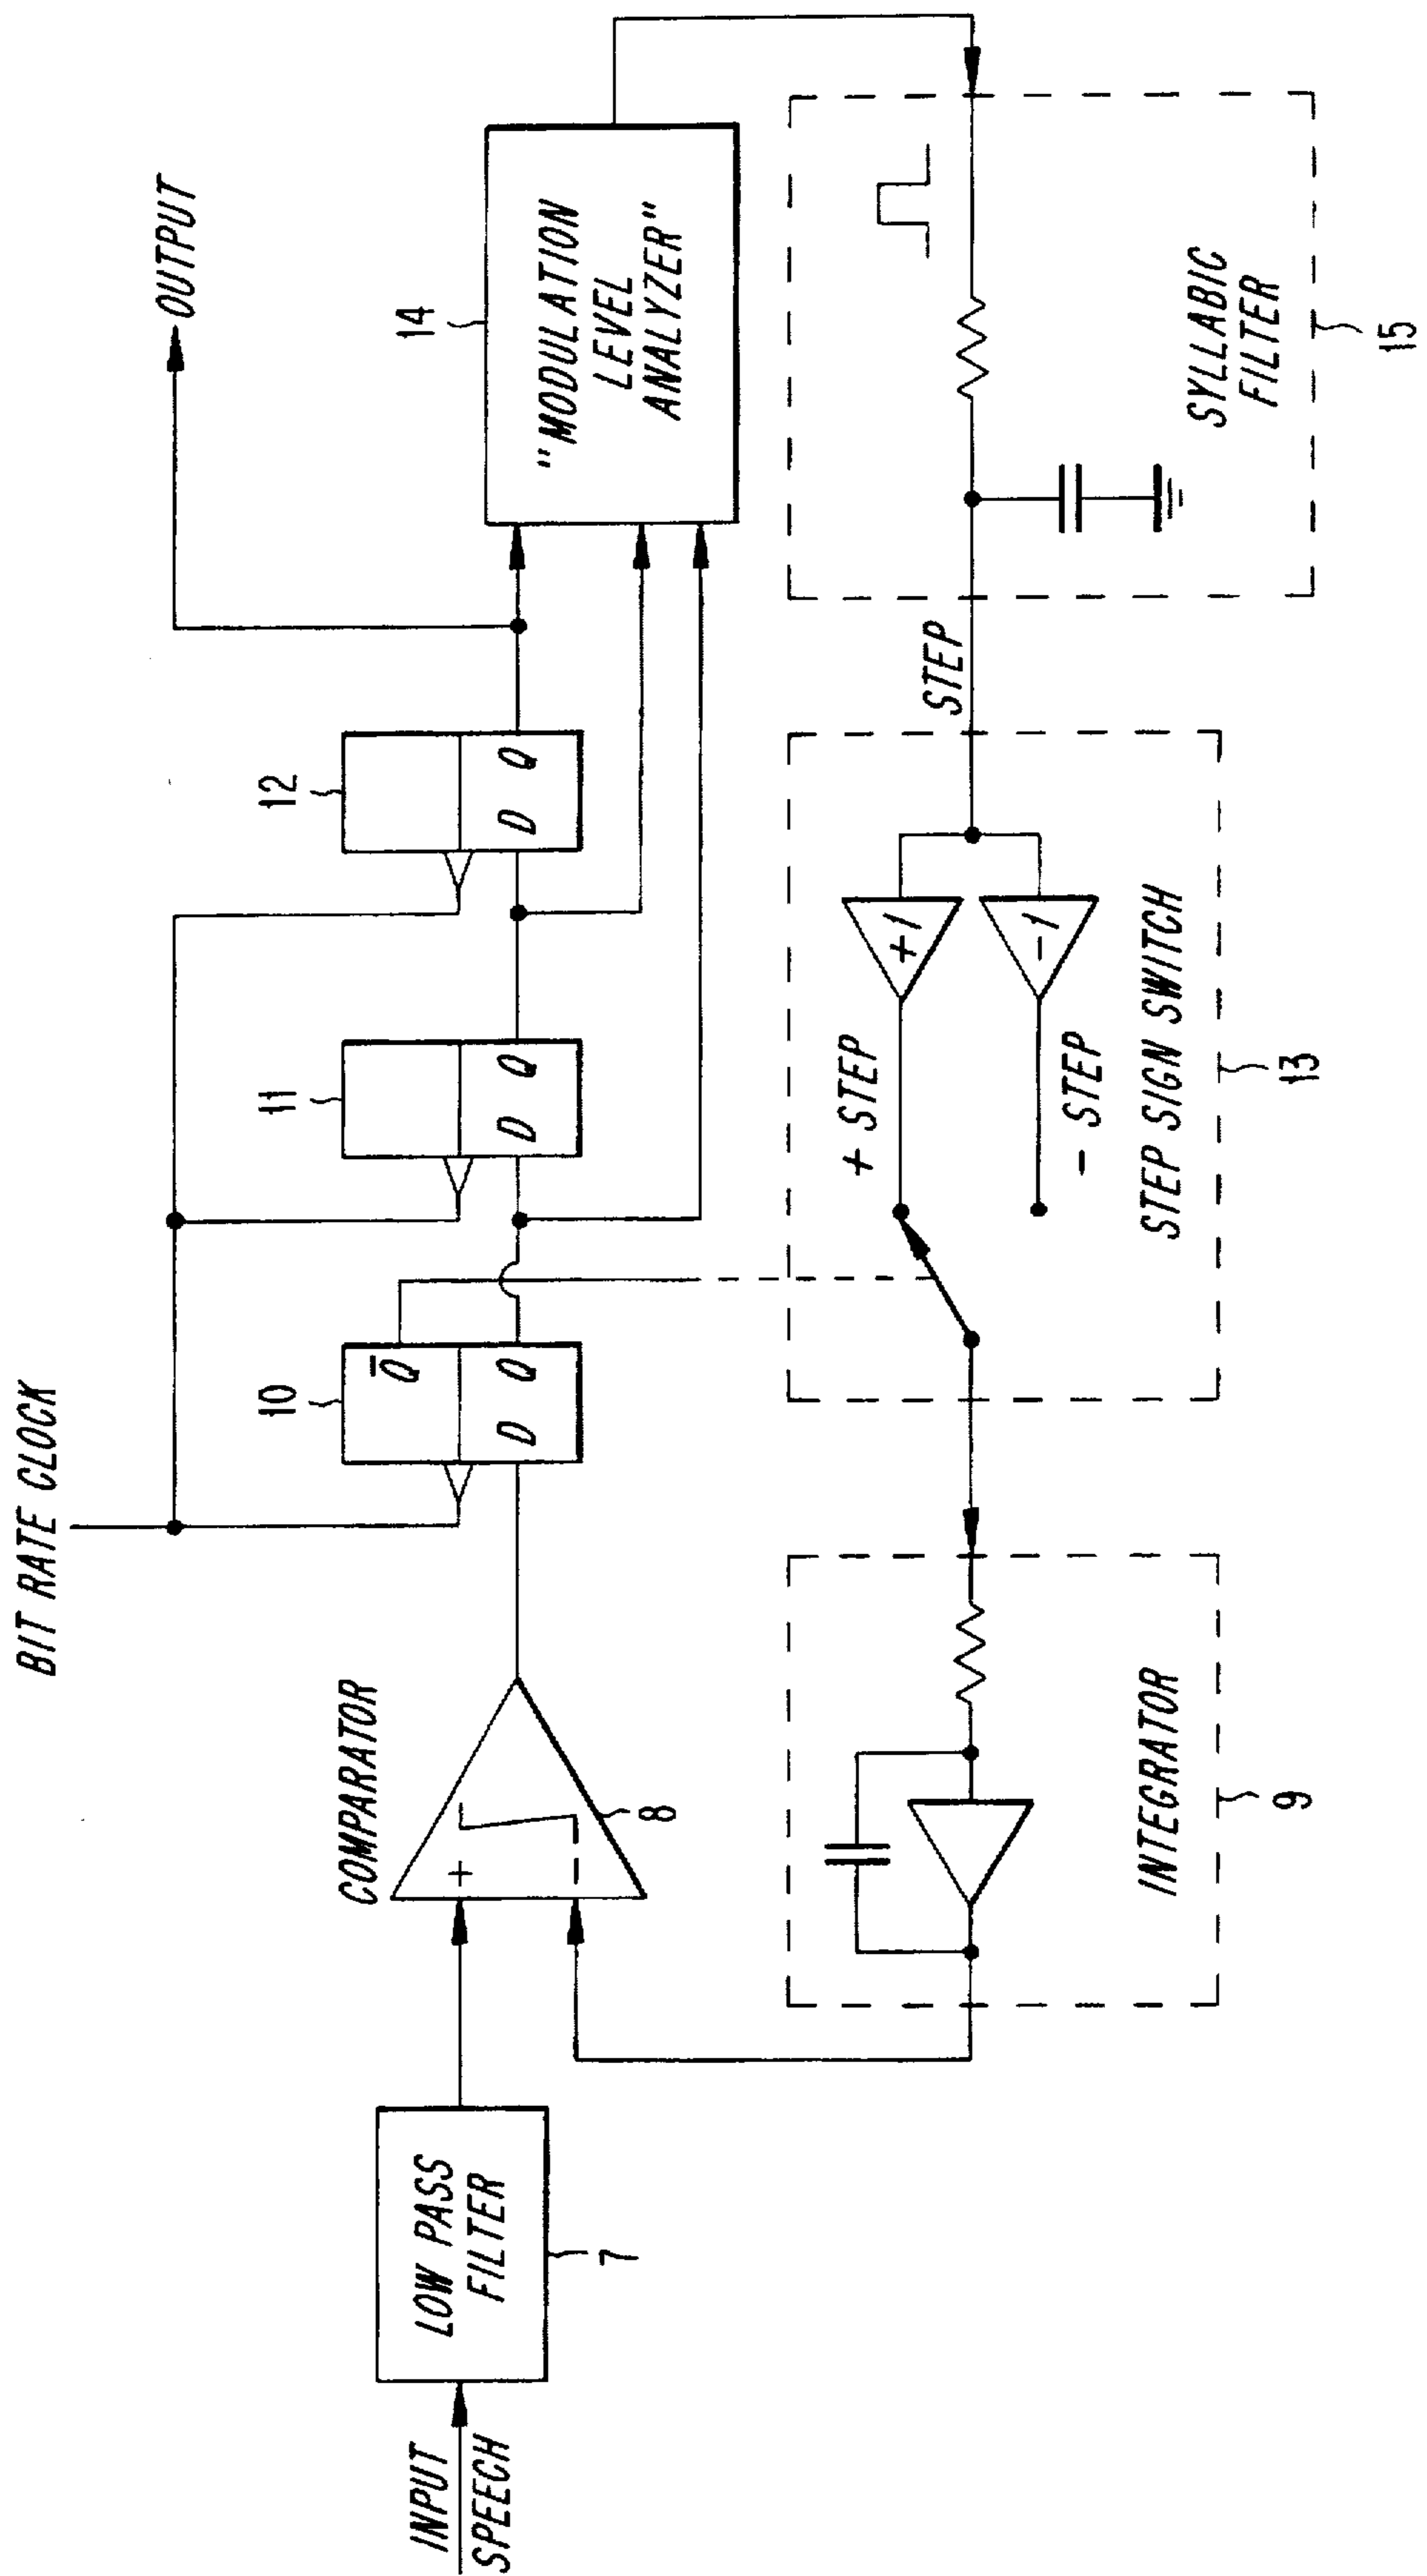 BIT RATE CLOCK
OUTPUT
INPUT
SPEECH
LOW PASS
FILTER
7
COMPARATOR
+
−
8
10
Q̄
D Q
11
D Q
12
D Q
14
"MODULATION
LEVEL
ANALYZER"
INTEGRATOR
9
+ STEP
− STEP
+1
−1
STEP SIGN SWITCH
13
STEP
SYLLABIC
FILTER
15